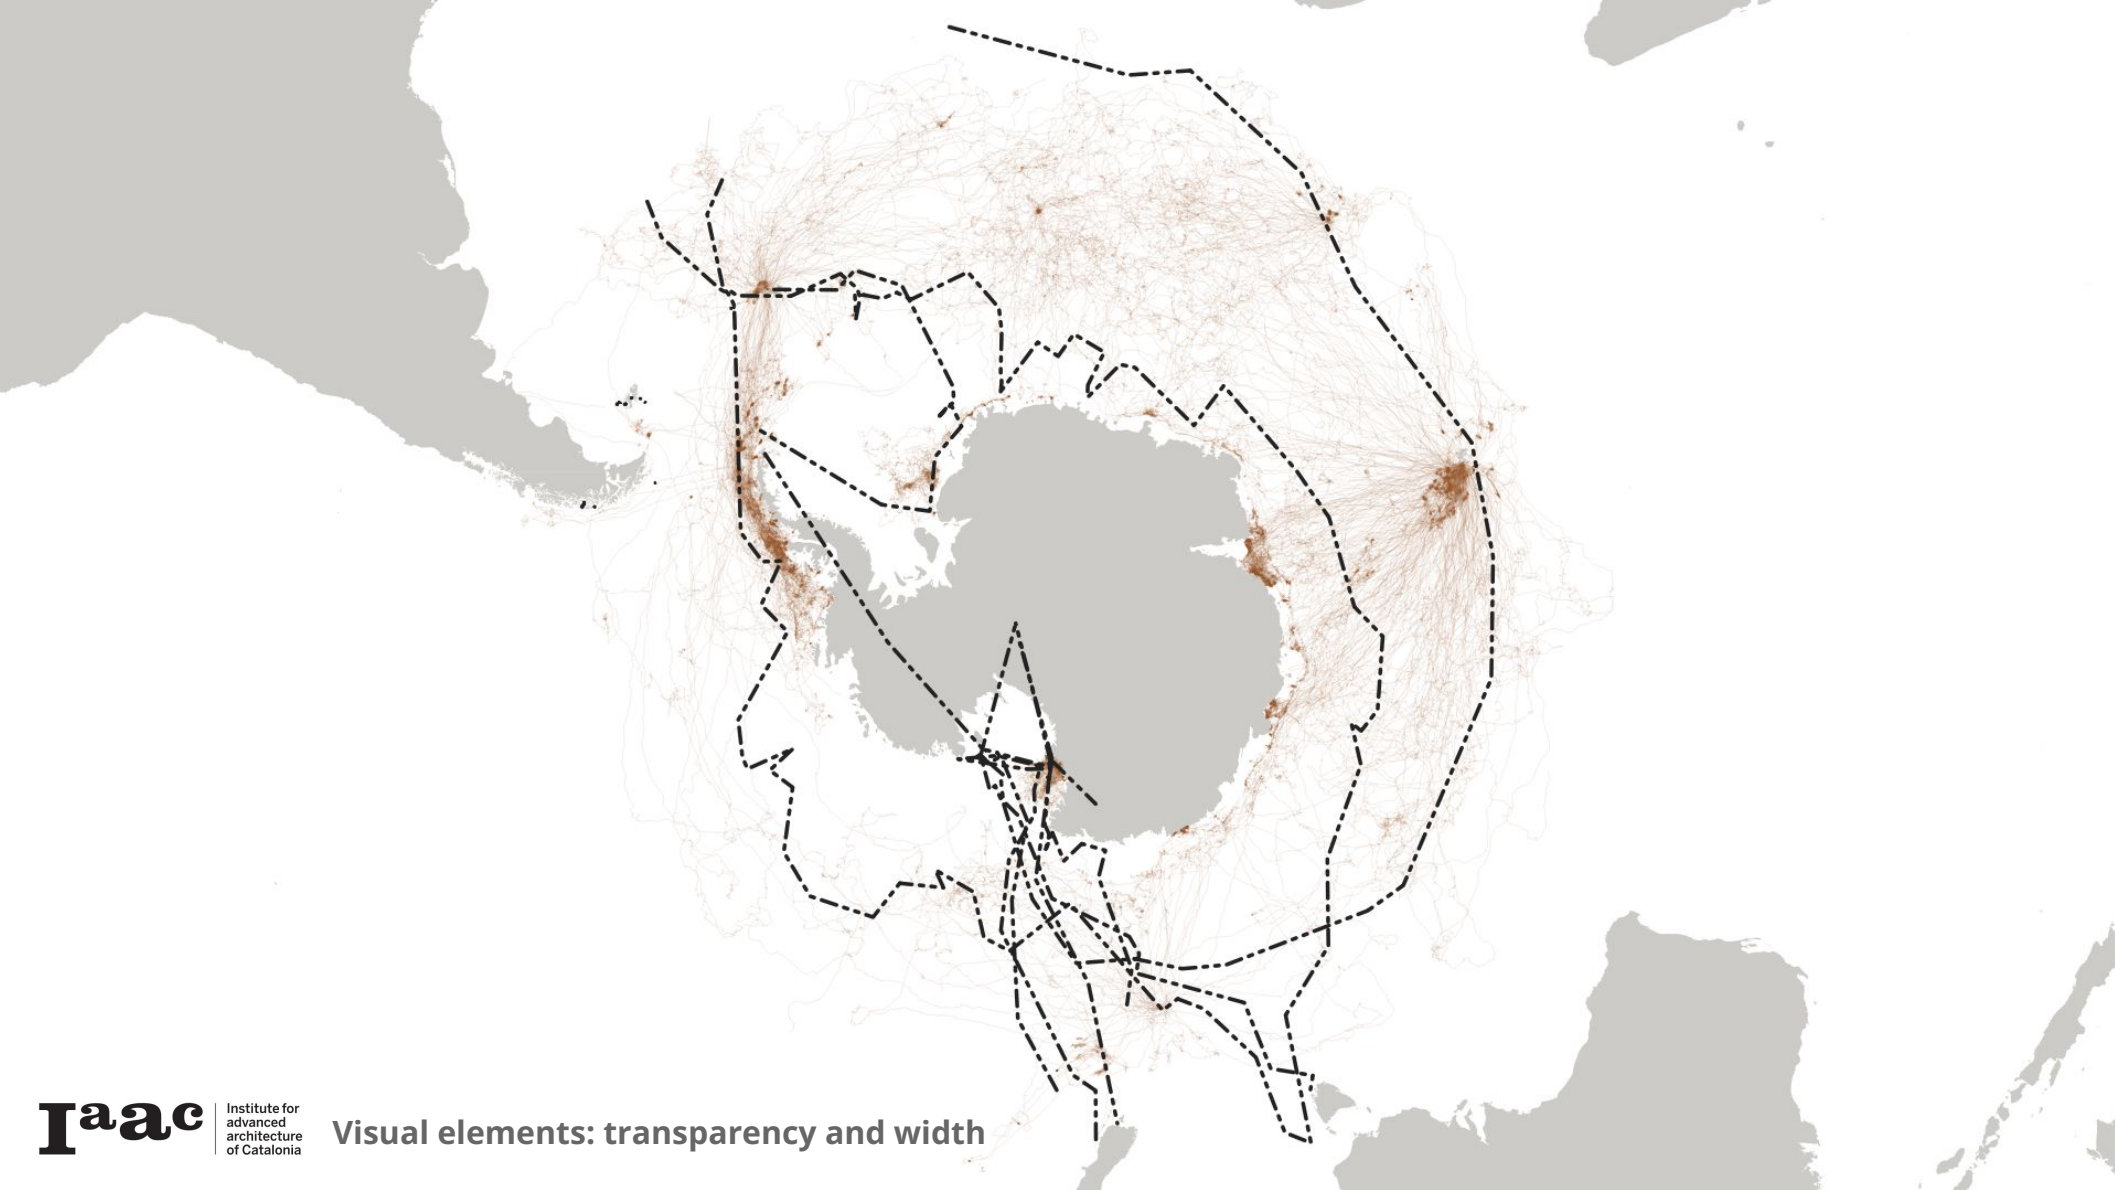 Iaac
Institute for
advanced
architecture
of Catalonia
Visual elements: transparency and width